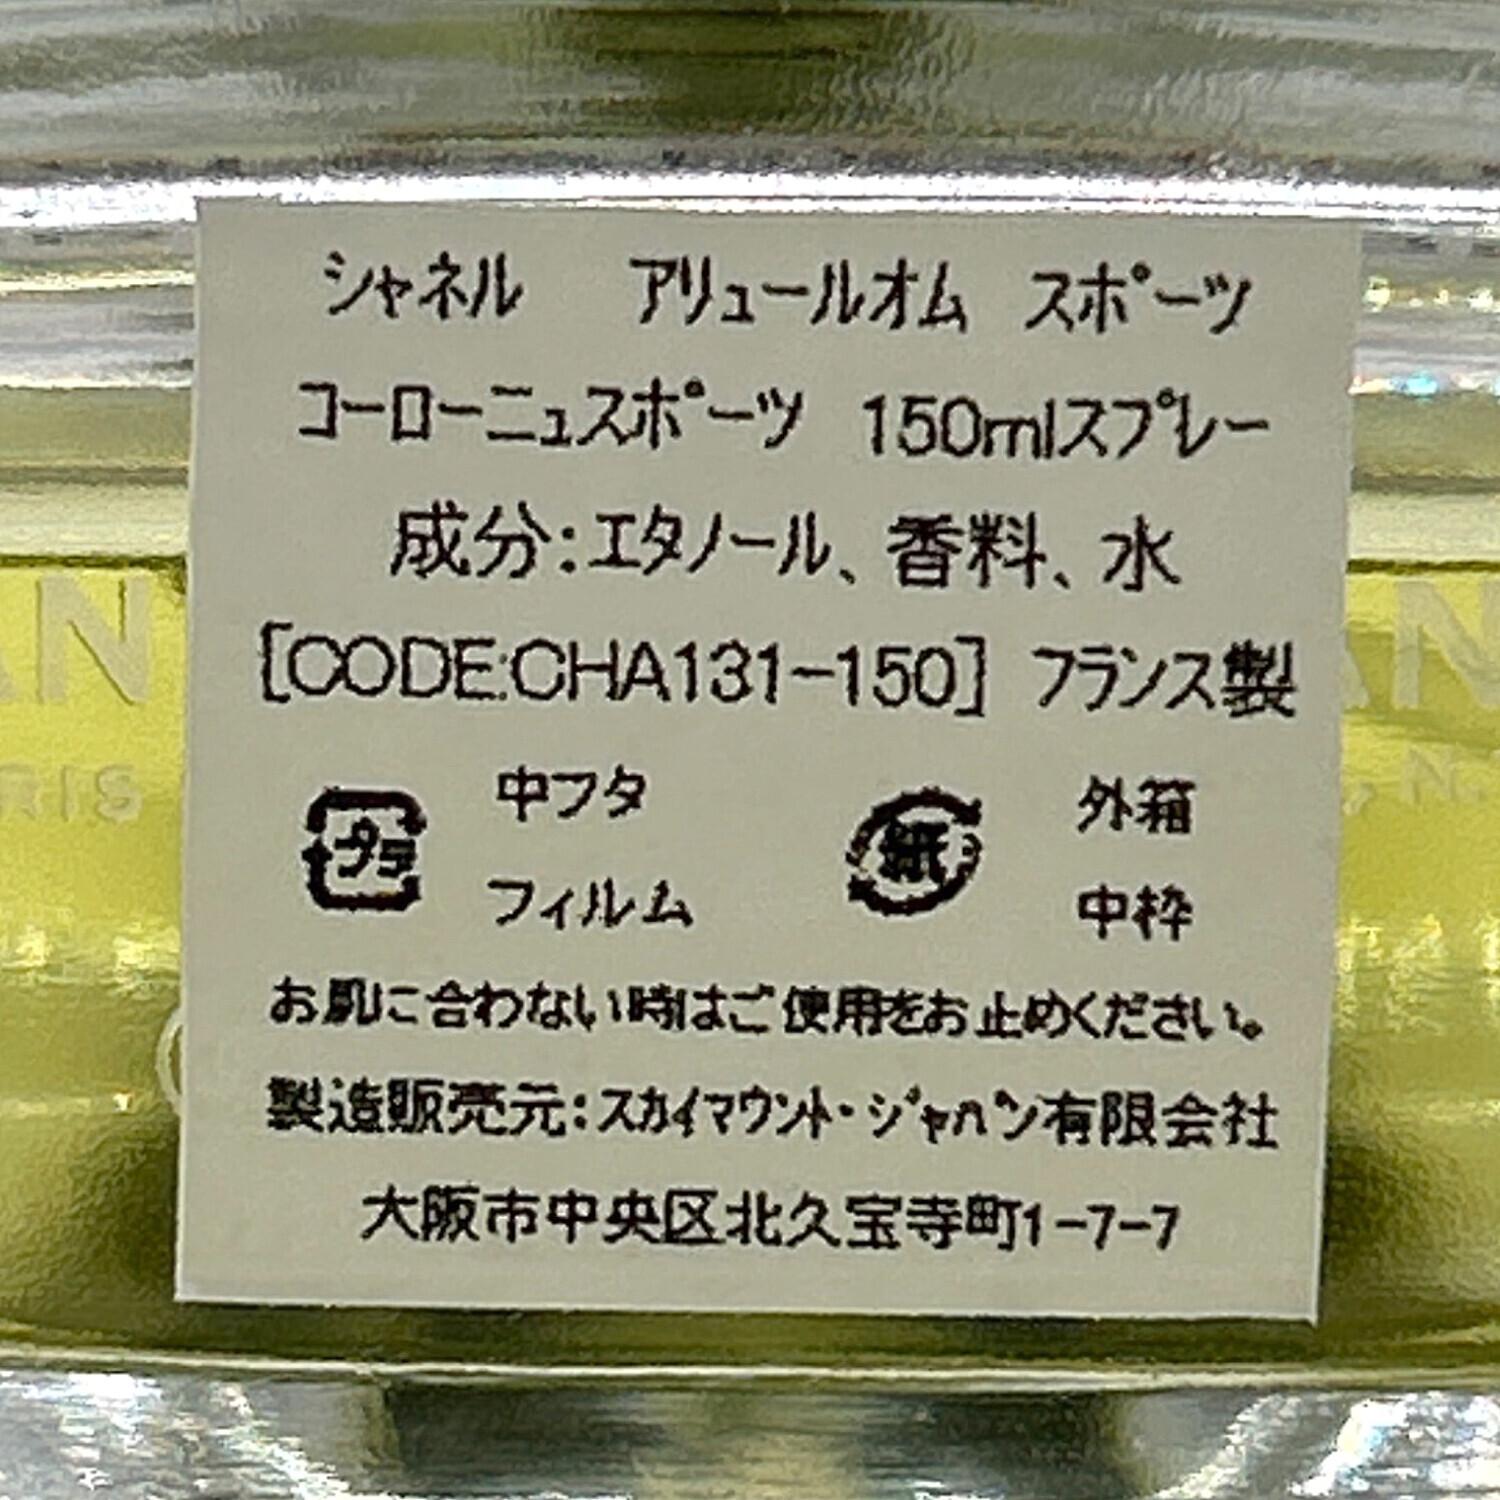 シャネル　アリュールオム　スポーツ
コーローニュスポーツ　150mlスプレー
成分：エタノール、香料、水
[CODE:CHA131-150] フランス製
プラ 中フタ 紙 外箱
フィルム 中枠
お肌に合わない時はご使用をお止めください。
製造販売元：スカイマウント・ジャパン有限会社
大阪市中央区北久宝寺町1-7-7